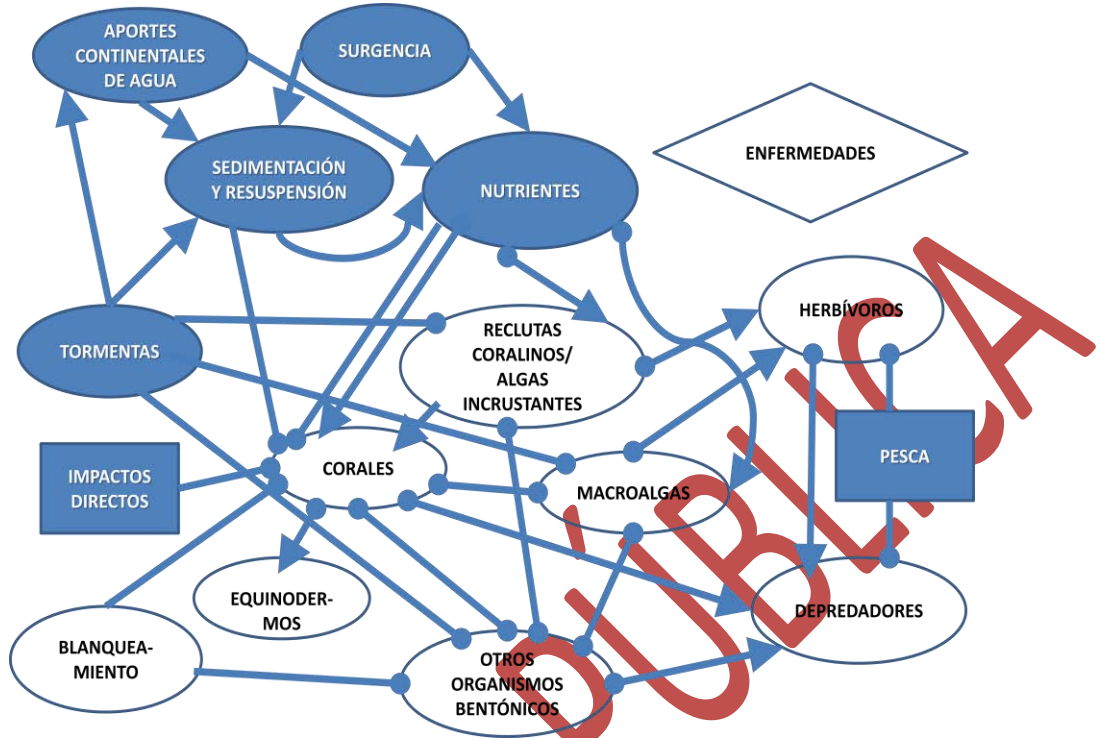 APORTES
CONTINENTALES
DE AGUA
SURGENCIA
SEDIMENTACIÓN
Y RESUSPENSIÓN
NUTRIENTES
ENFERMEDADES
TORMENTAS
RECLUTAS
CORALINOS/
ALGAS
INCRUSTANTES
HERBÍVOROS
IMPACTOS
DIRECTOS
CORALES
MACROALGAS
PESCA
EQUINODER-
MOS
DEPREDADORES
BLANQUEA-
MIENTO
OTROS
ORGANISMOS
BENTÓNICOS
PÚBLICA